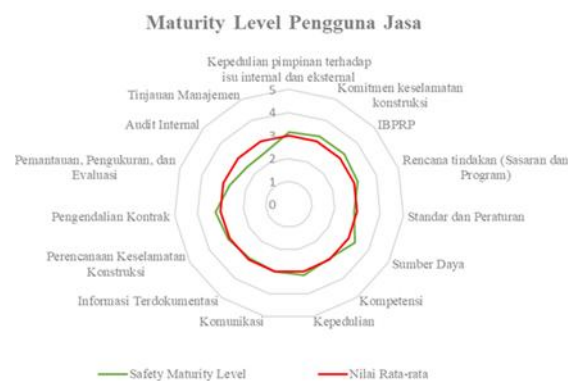 Maturity Level Pengguna Jasa
Kepedulian pimpinan terhadap
isu internal dan eksternal
Komitmen keselamatan
konstruksi
IBPRP
Rencana tindakan (Sasaran dan
Program)
Standar dan Peraturan
Sumber Daya
Kompetensi
Kepedulian
Komunikasi
Informasi Terdokumentasi
Perencanaan Keselamatan
Konstruksi
Pengendalian Kontrak
Pemantauan, Pengukuran, dan
Evaluasi
Audit Internal
Tinjauan Manajemen
5
4
3
2
1
0
Safety Maturity Level
Nilai Rata-rata